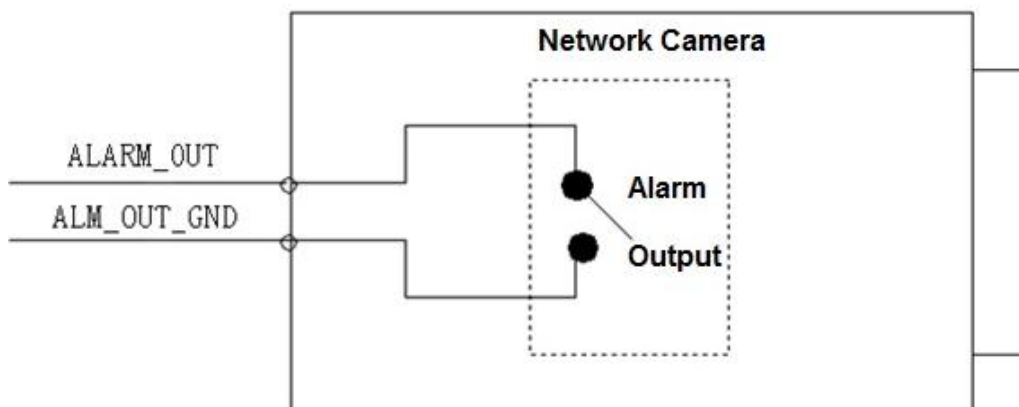 Network Camera
ALARM_OUT
Alarm
ALM_OUT_GND
Output